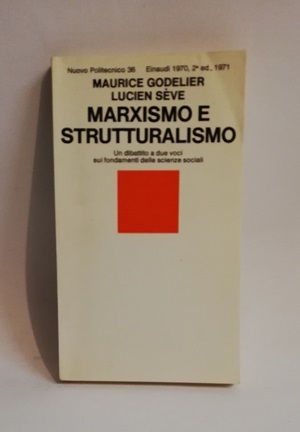 Nuovo Politecnico 36 Einaudi 1970, 2ª ed., 1971
MAURICE GODELIER
LUCIEN SÈVE
MARXISMO E
STRUTTURALISMO
Un dibattito a due voci
sui fondamenti delle scienze sociali